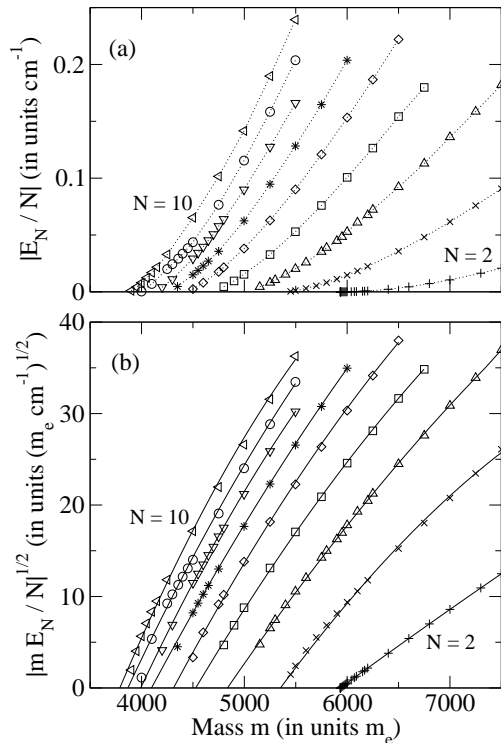 (a)
0.2
0.1
0
|E_N / N| (in units cm^-1)
N = 10
N = 2
(b)
40
30
20
10
0
|m E_N / N|^1/2 (in units (m_e cm^-1)^1/2)
N = 10
N = 2
4000 5000 6000 7000
Mass m (in units m_e)